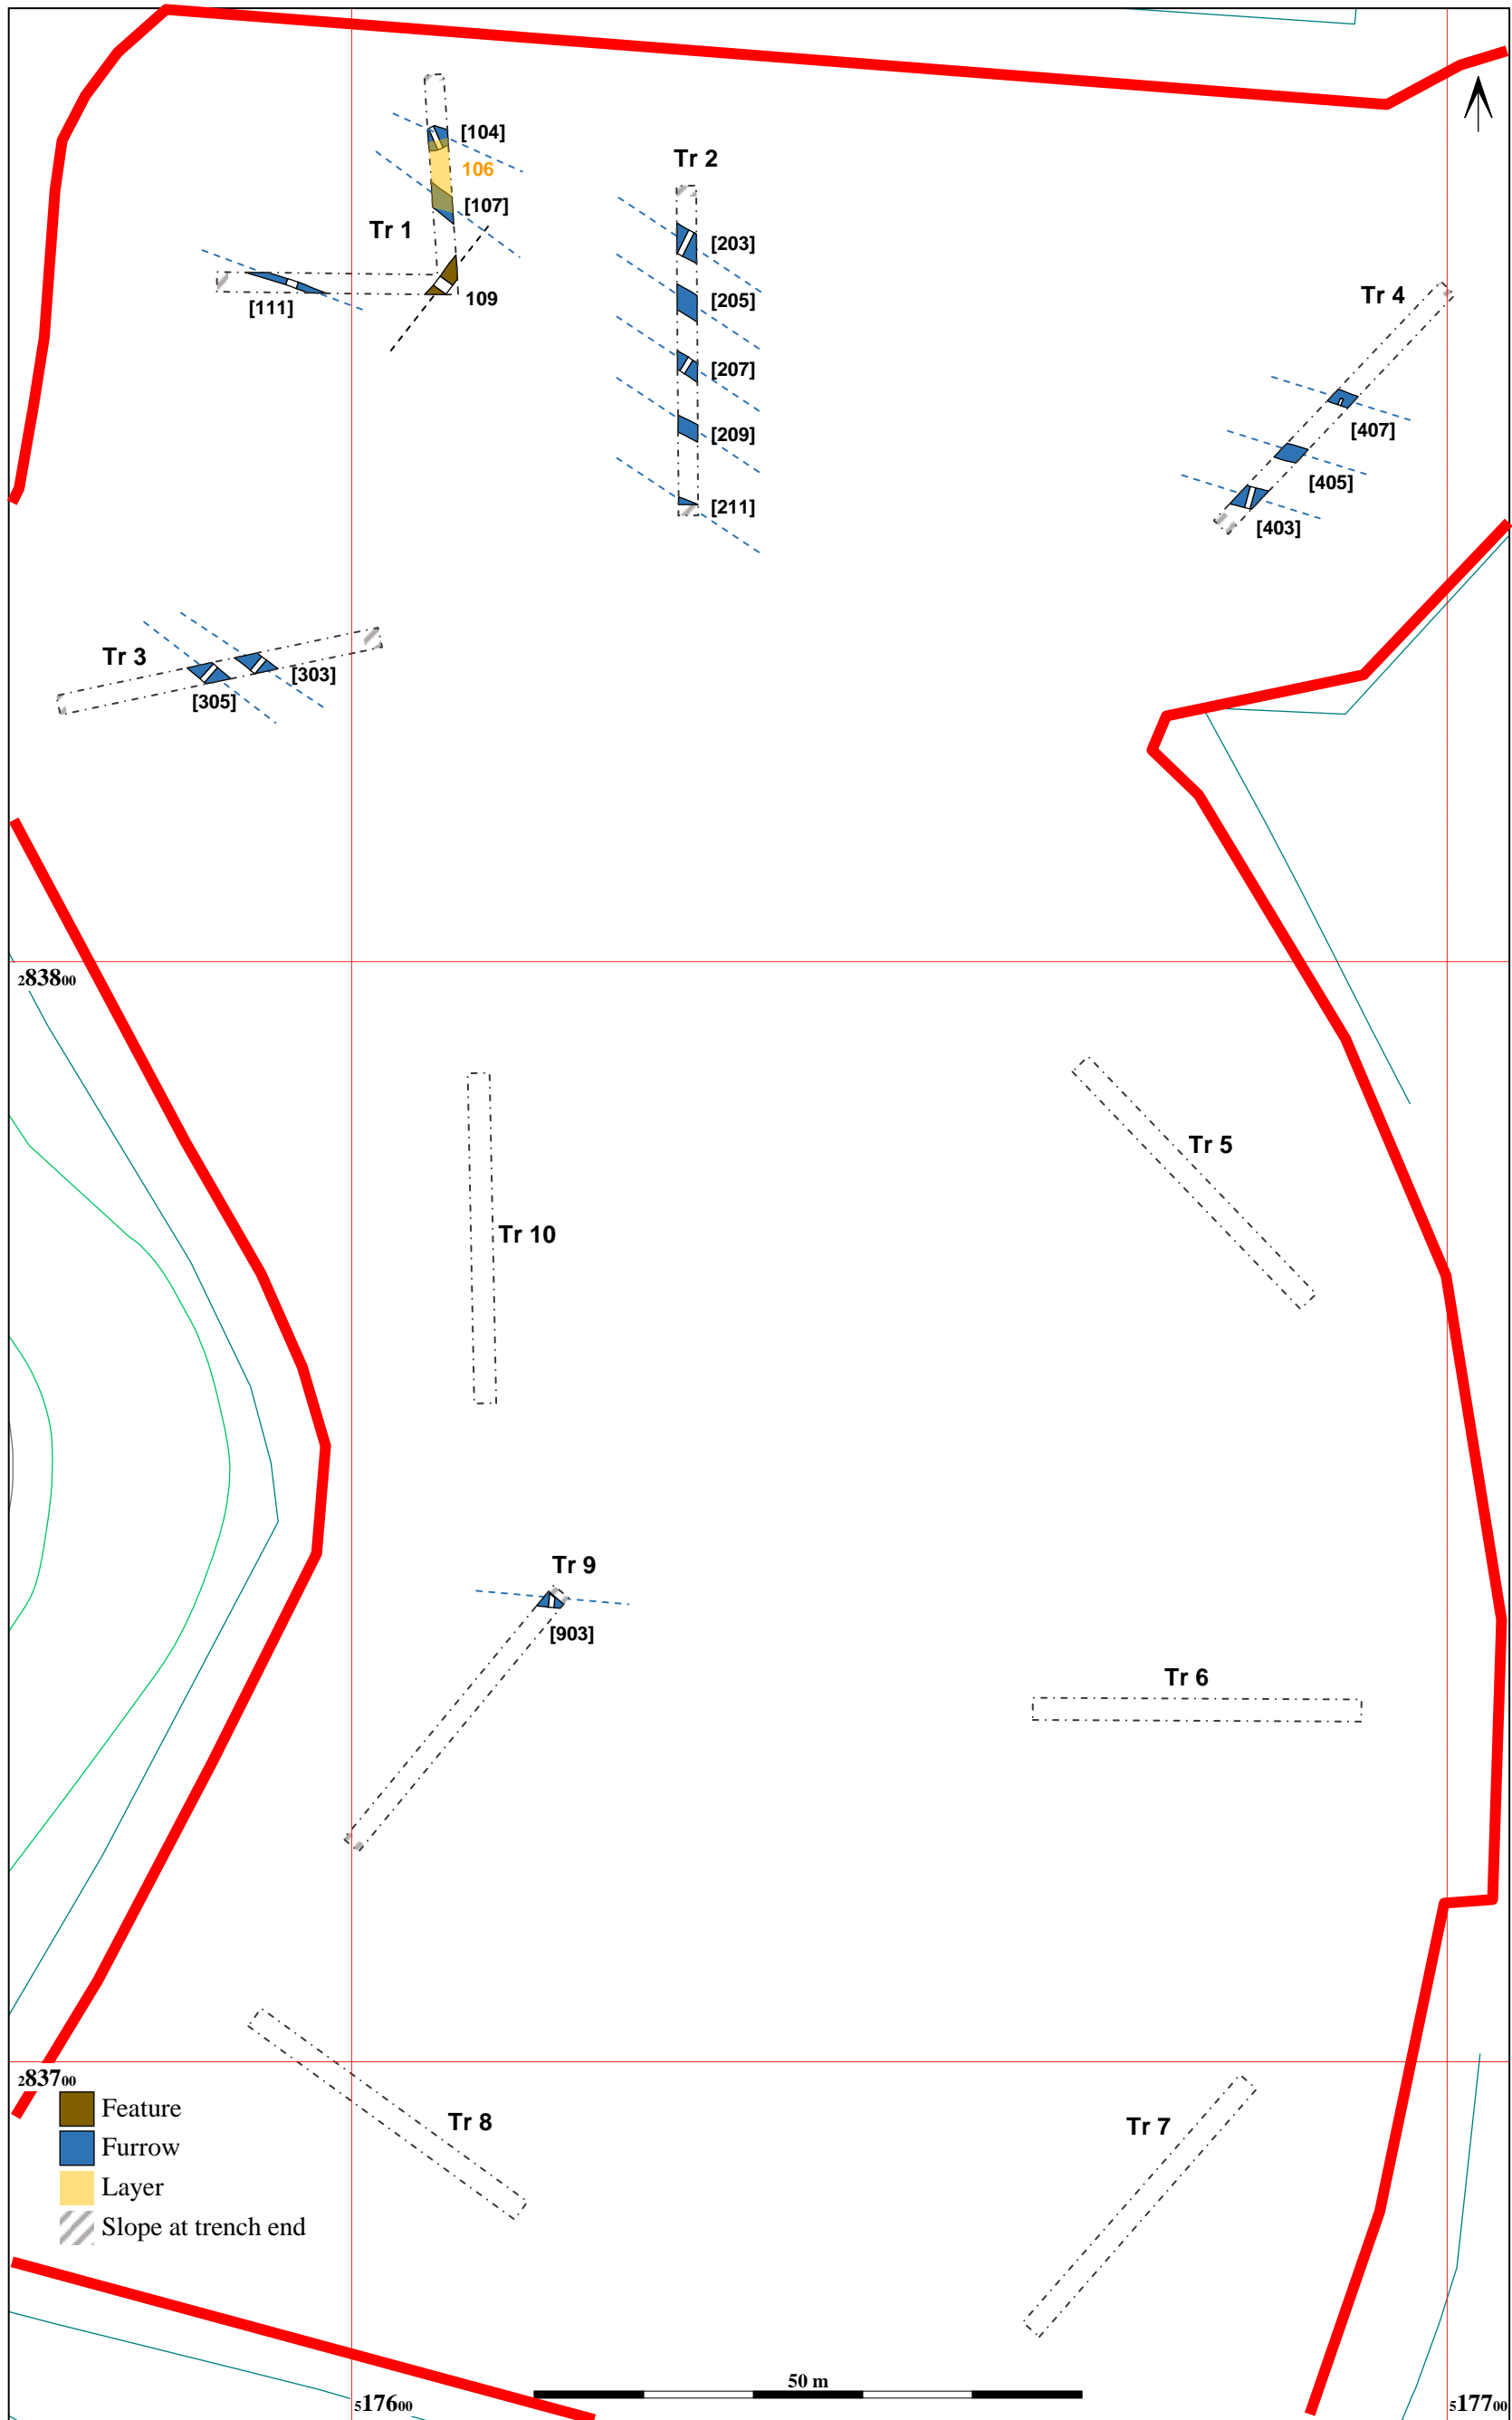 [104]
Tr 2
106
[107]
Tr 1
[203]
109
[111]
[205]
Tr 4
[207]
[407]
[209]
[405]
[211]
[403]
Tr 3
[303]
[305]
283800
Tr 5
Tr 10
Tr 9
[903]
Tr 6
283700
Feature
Tr 8
Tr 7
Furrow
Layer
Slope at trench end
50 m
517600
517700